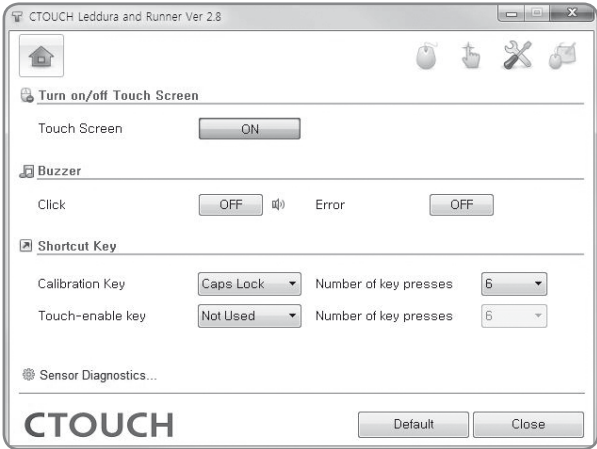 CTOUCH Leddura and Runner Ver 2.8
Turn on/off Touch Screen
Touch Screen ON
Buzzer
Click OFF Error OFF
Shortcut Key
Calibration Key Caps Lock Number of key presses 6
Touch-enable key Not Used Number of key presses 6
Sensor Diagnostics...
CTOUCH Default Close